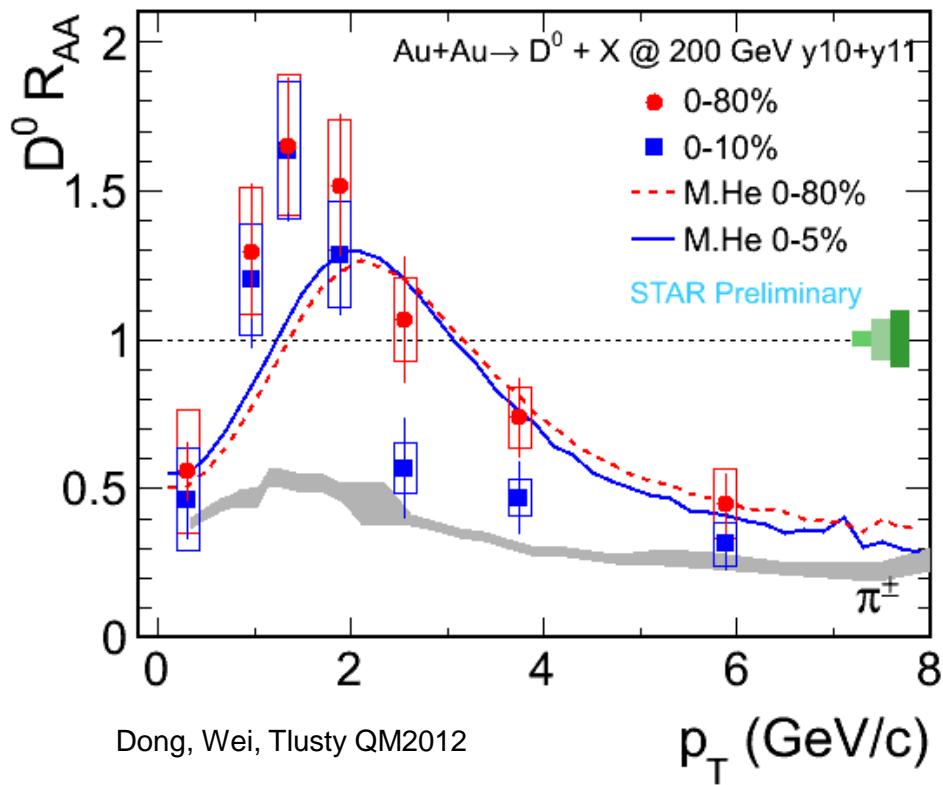 Au+Au→ D⁰ + X @ 200 GeV y10+y11
0-80%
0-10%
M.He 0-80%
M.He 0-5%
STAR Preliminary
D⁰ R_AA
2
1.5
1
0.5
0
π±
0 2 4 6 8
p_T (GeV/c)
Dong, Wei, Tlusty QM2012